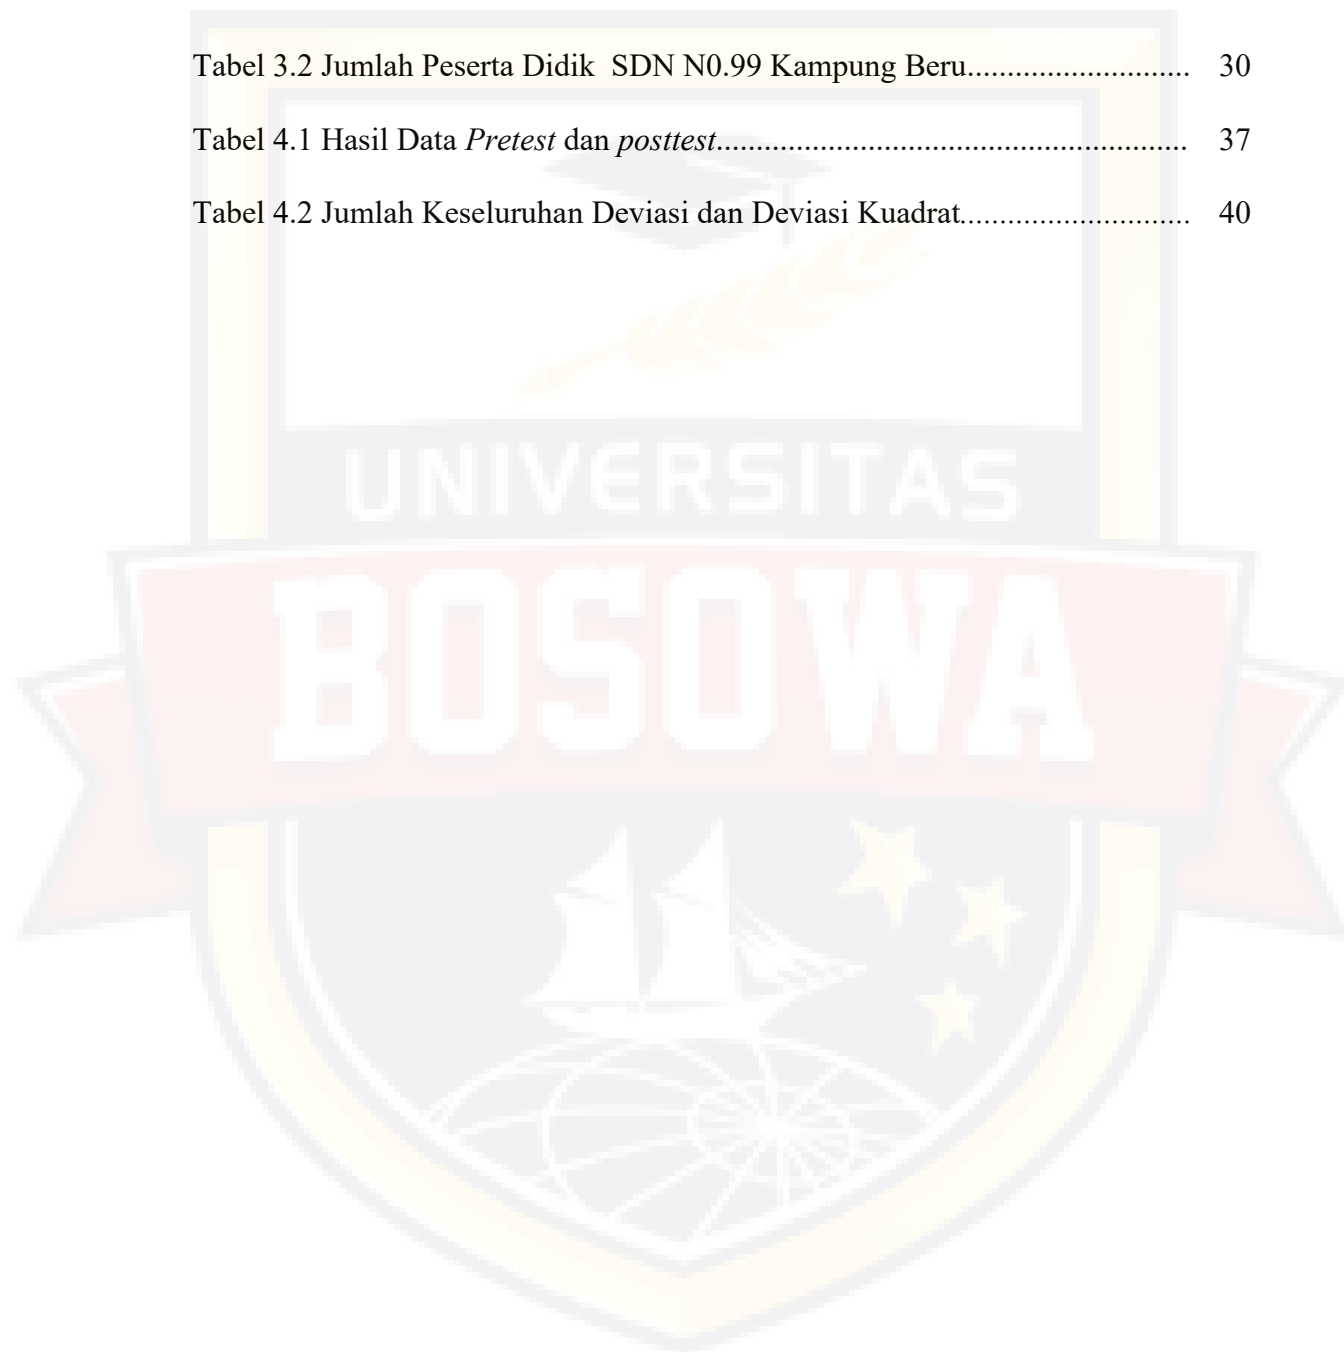 Tabel 3.2 Jumlah Peserta Didik  SDN N0.99 Kampung Beru........................... 30
Tabel 4.1 Hasil Data Pretest dan posttest.......................................................... 37
Tabel 4.2 Jumlah Keseluruhan Deviasi dan Deviasi Kuadrat............................ 40
UNIVERSITAS
BOSOWA